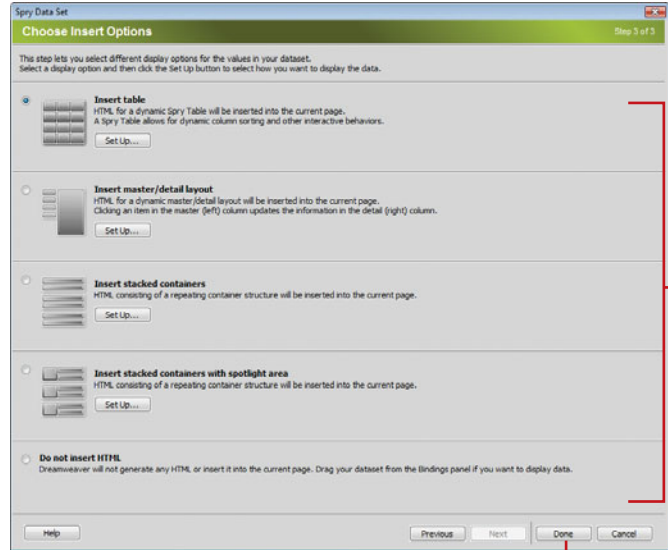 Spry Data Set
Choose Insert Options
Step 3 of 3
This step lets you select different display options for the values in your dataset.
Select a display option and then click the Set Up button to select how you want to display the data.
Insert table
HTML for a dynamic Spry Table will be inserted into the current page.
A Spry Table allows for dynamic column sorting and other interactive behaviors.
Set Up...
Insert master/detail layout
HTML for a dynamic master/detail layout will be inserted into the current page.
Clicking an item in the master (left) column updates the information in the detail (right) column.
Set Up...
Insert stacked containers
HTML consisting of a repeating container structure will be inserted into the current page.
Set Up...
Insert stacked containers with spotlight area
HTML consisting of a repeating container structure will be inserted into the current page.
Set Up...
Do not insert HTML
Dreamweaver will not generate any HTML or insert it into the current page. Drag your dataset from the Bindings panel if you want to display data.
Help
Previous
Next
Done
Cancel